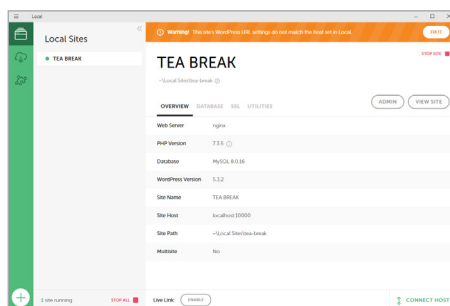 Local
Local Sites
TEA BREAK
Warning! This site's WordPress URL settings do not match the host set in Local.
FIX IT
TEA BREAK
STOP SITE
~\Local Sites\tea-break
OVERVIEW DATABASE SSL UTILITIES
ADMIN VIEW SITE
Web Server nginx
PHP Version 7.3.5
Database MySQL 8.0.16
WordPress Version 5.3.2
Site Name TEA BREAK
Site Host localhost:10000
Site Path ~\Local Sites\tea-break
Multisite No
1 site running STOP ALL
Live Link ENABLE
CONNECT HOST